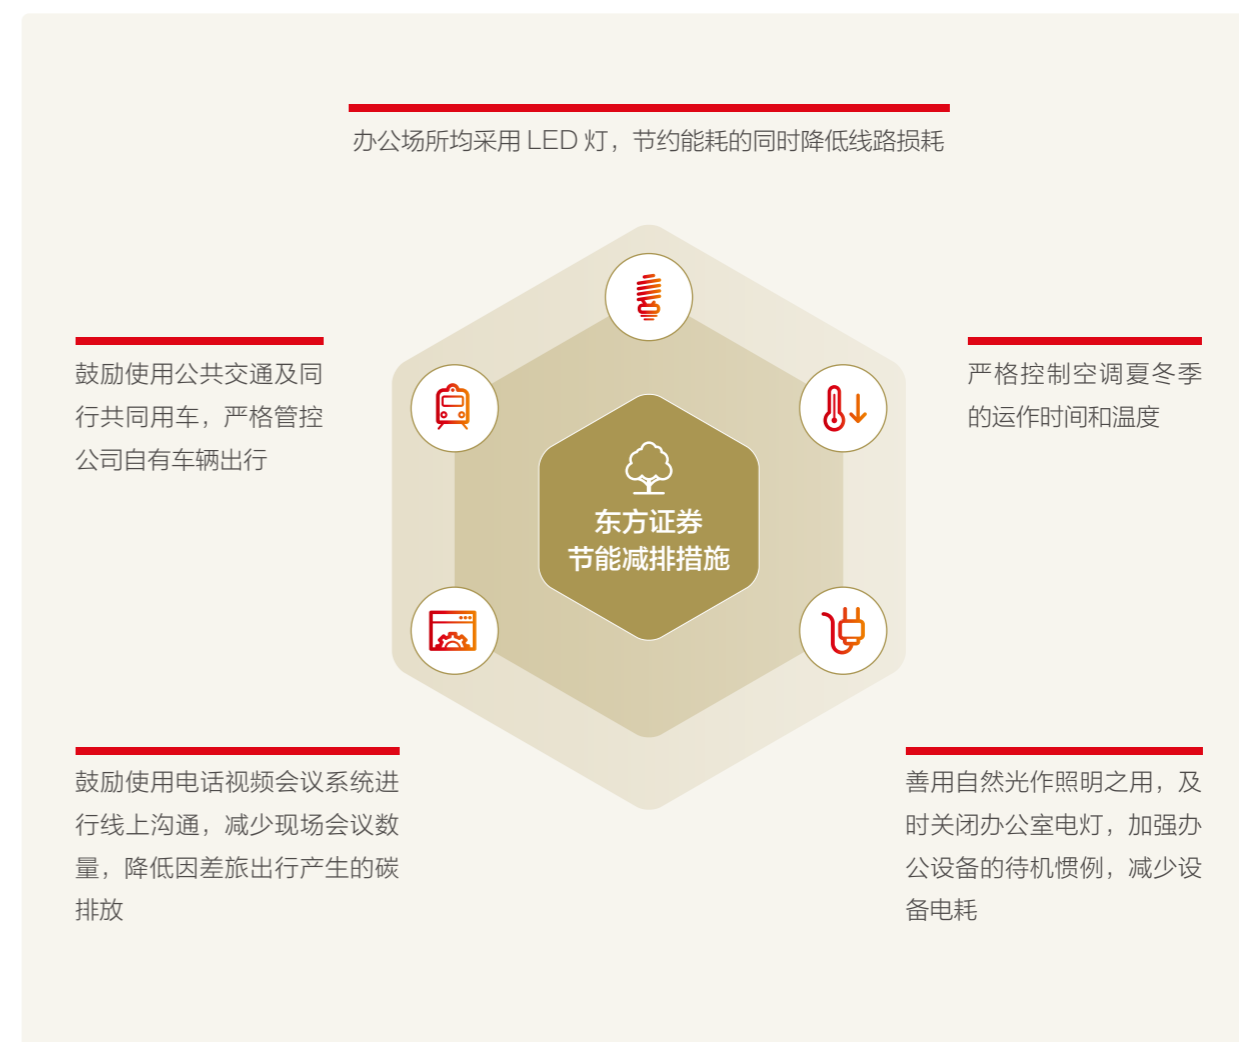 办公场所均采用 LED 灯，节约能耗的同时降低线路损耗
鼓励使用公共交通及同
行共同用车，严格管控
公司自有车辆出行
严格控制空调夏冬季
的运作时间和温度
东方证券
节能减排措施
鼓励使用电话视频会议系统进
行线上沟通，减少现场会议数
量，降低因差旅出行产生的碳
排放
善用自然光作照明之用，及
时关闭办公室电灯，加强办
公设备的待机惯例，减少设
备电耗